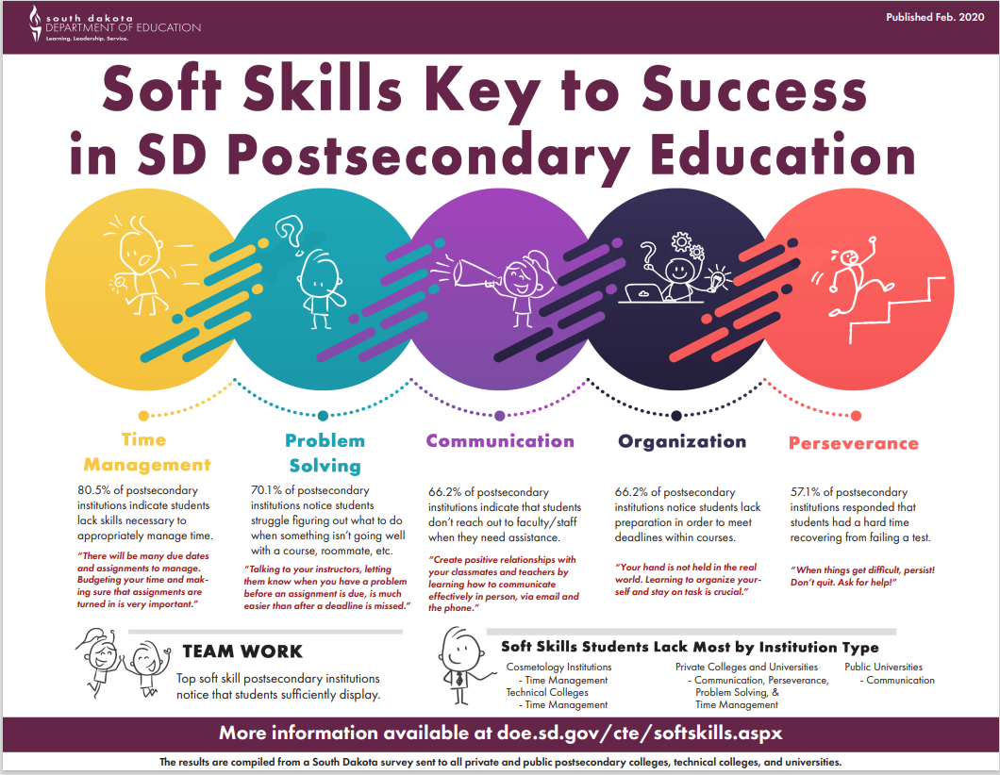 south dakota
DEPARTMENT OF EDUCATION
Learning. Leadership. Service.
Published Feb. 2020
Soft Skills Key to Success
in SD Postsecondary Education
Time
Management
80.5% of postsecondary
institutions indicate students
lack skills necessary to
appropriately manage time.
“There will be many due dates
and assignments to manage.
Budgeting your time and mak-
ing sure that assignments are
turned in is very important.”
Problem
Solving
70.1% of postsecondary
institutions notice students
struggle figuring out what to do
when something isn’t going well
with a course, roommate, etc.
“Talking to your instructors, letting
them know when you have a problem
before an assignment is due, is much
easier than after a deadline is missed.”
Communication
66.2% of postsecondary
institutions indicate that students
don’t reach out to faculty/staff
when they need assistance.
“Create positive relationships with
your classmates and teachers by
learning how to communicate
effectively in person, via email and
the phone.”
Organization
66.2% of postsecondary
institutions notice students lack
preparation in order to meet
deadlines within courses.
“Your hand is not held in the real
world. Learning to organize your-
self and stay on task is crucial.”
Perseverance
57.1% of postsecondary
institutions responded that
students had a hard time
recovering from failing a test.
“When things get difficult, persist!
Don’t quit. Ask for help!”
TEAM WORK
Top soft skill postsecondary institutions
notice that students sufficiently display.
Soft Skills Students Lack Most by Institution Type
Cosmetology Institutions
- Time Management
Technical Colleges
- Time Management
Private Colleges and Universities
- Communication, Perseverance,
Problem Solving, &
Time Management
Public Universities
- Communication
More information available at doe.sd.gov/cte/softskills.aspx
The results are compiled from a South Dakota survey sent to all private and public postsecondary colleges, technical colleges, and universities.